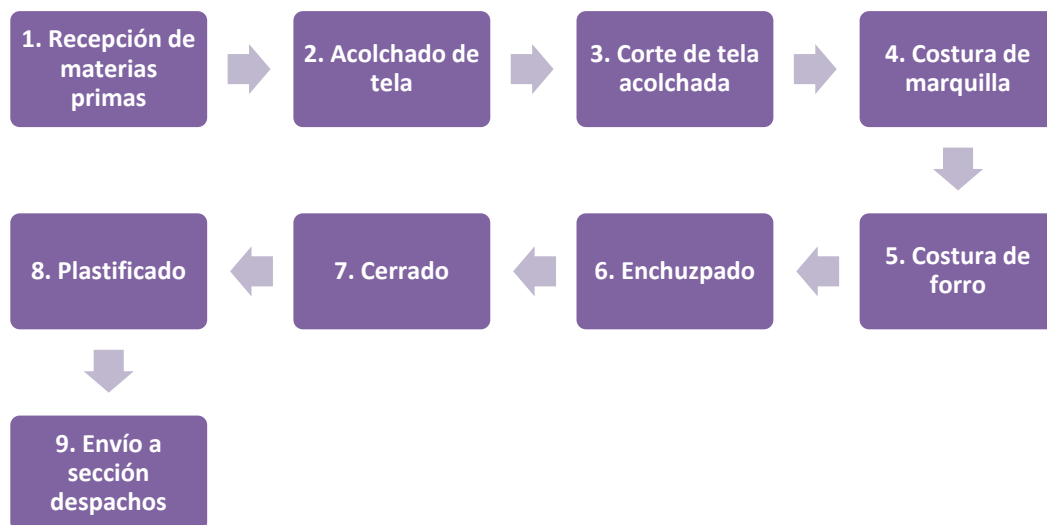 1. Recepción de
materias
primas
2. Acolchado de
tela
3. Corte de tela
acolchada
4. Costura de
marquilla
5. Costura de
forro
6. Enchuzpado
7. Cerrado
8. Plastificado
9. Envío a
sección
despachos